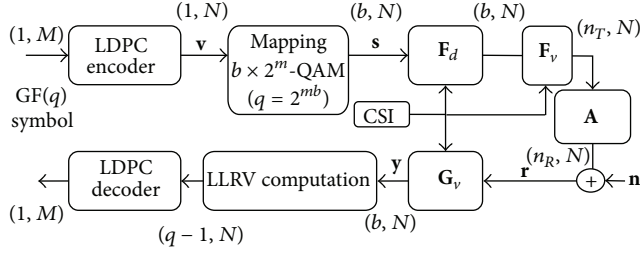 (1, M)
GF(q)
symbol
LDPC
encoder
(1, N)
v
Mapping
b × 2^m-QAM
(q = 2^{mb})
(b, N)
s
F_d
(b, N)
F_v
(n_T, N)
A
CSI
(n_R, N)
+
n
r
G_v
y
(b, N)
LLRV computation
(q − 1, N)
LDPC
decoder
(1, M)